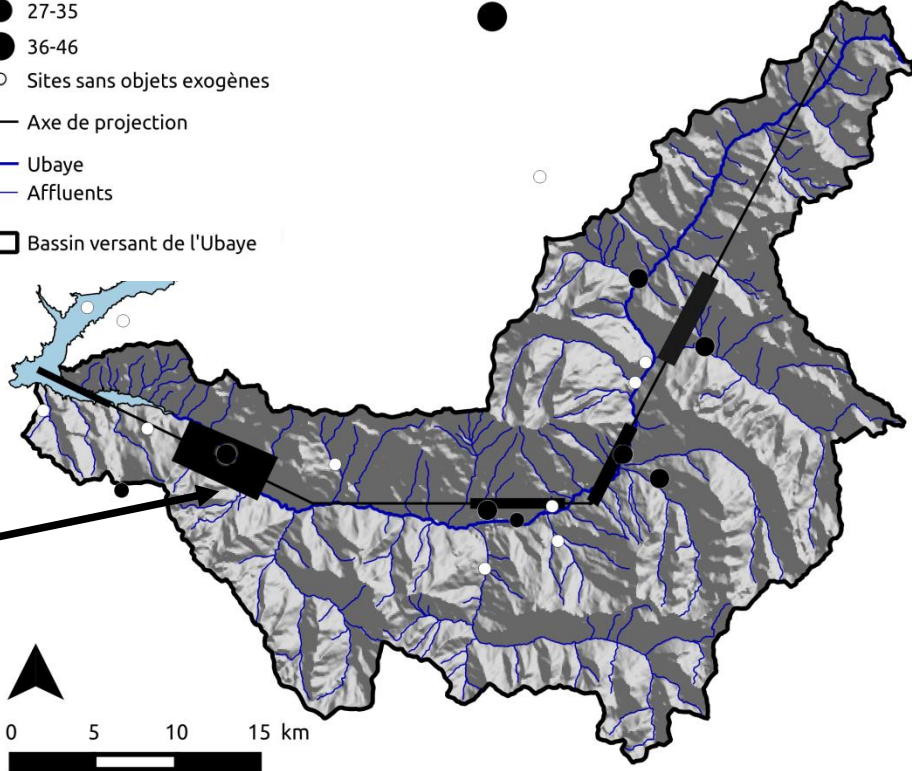 27-35
36-46
Sites sans objets exogènes
Axe de projection
Ubaye
Affluents
Bassin versant de l'Ubaye
0 5 10 15 km